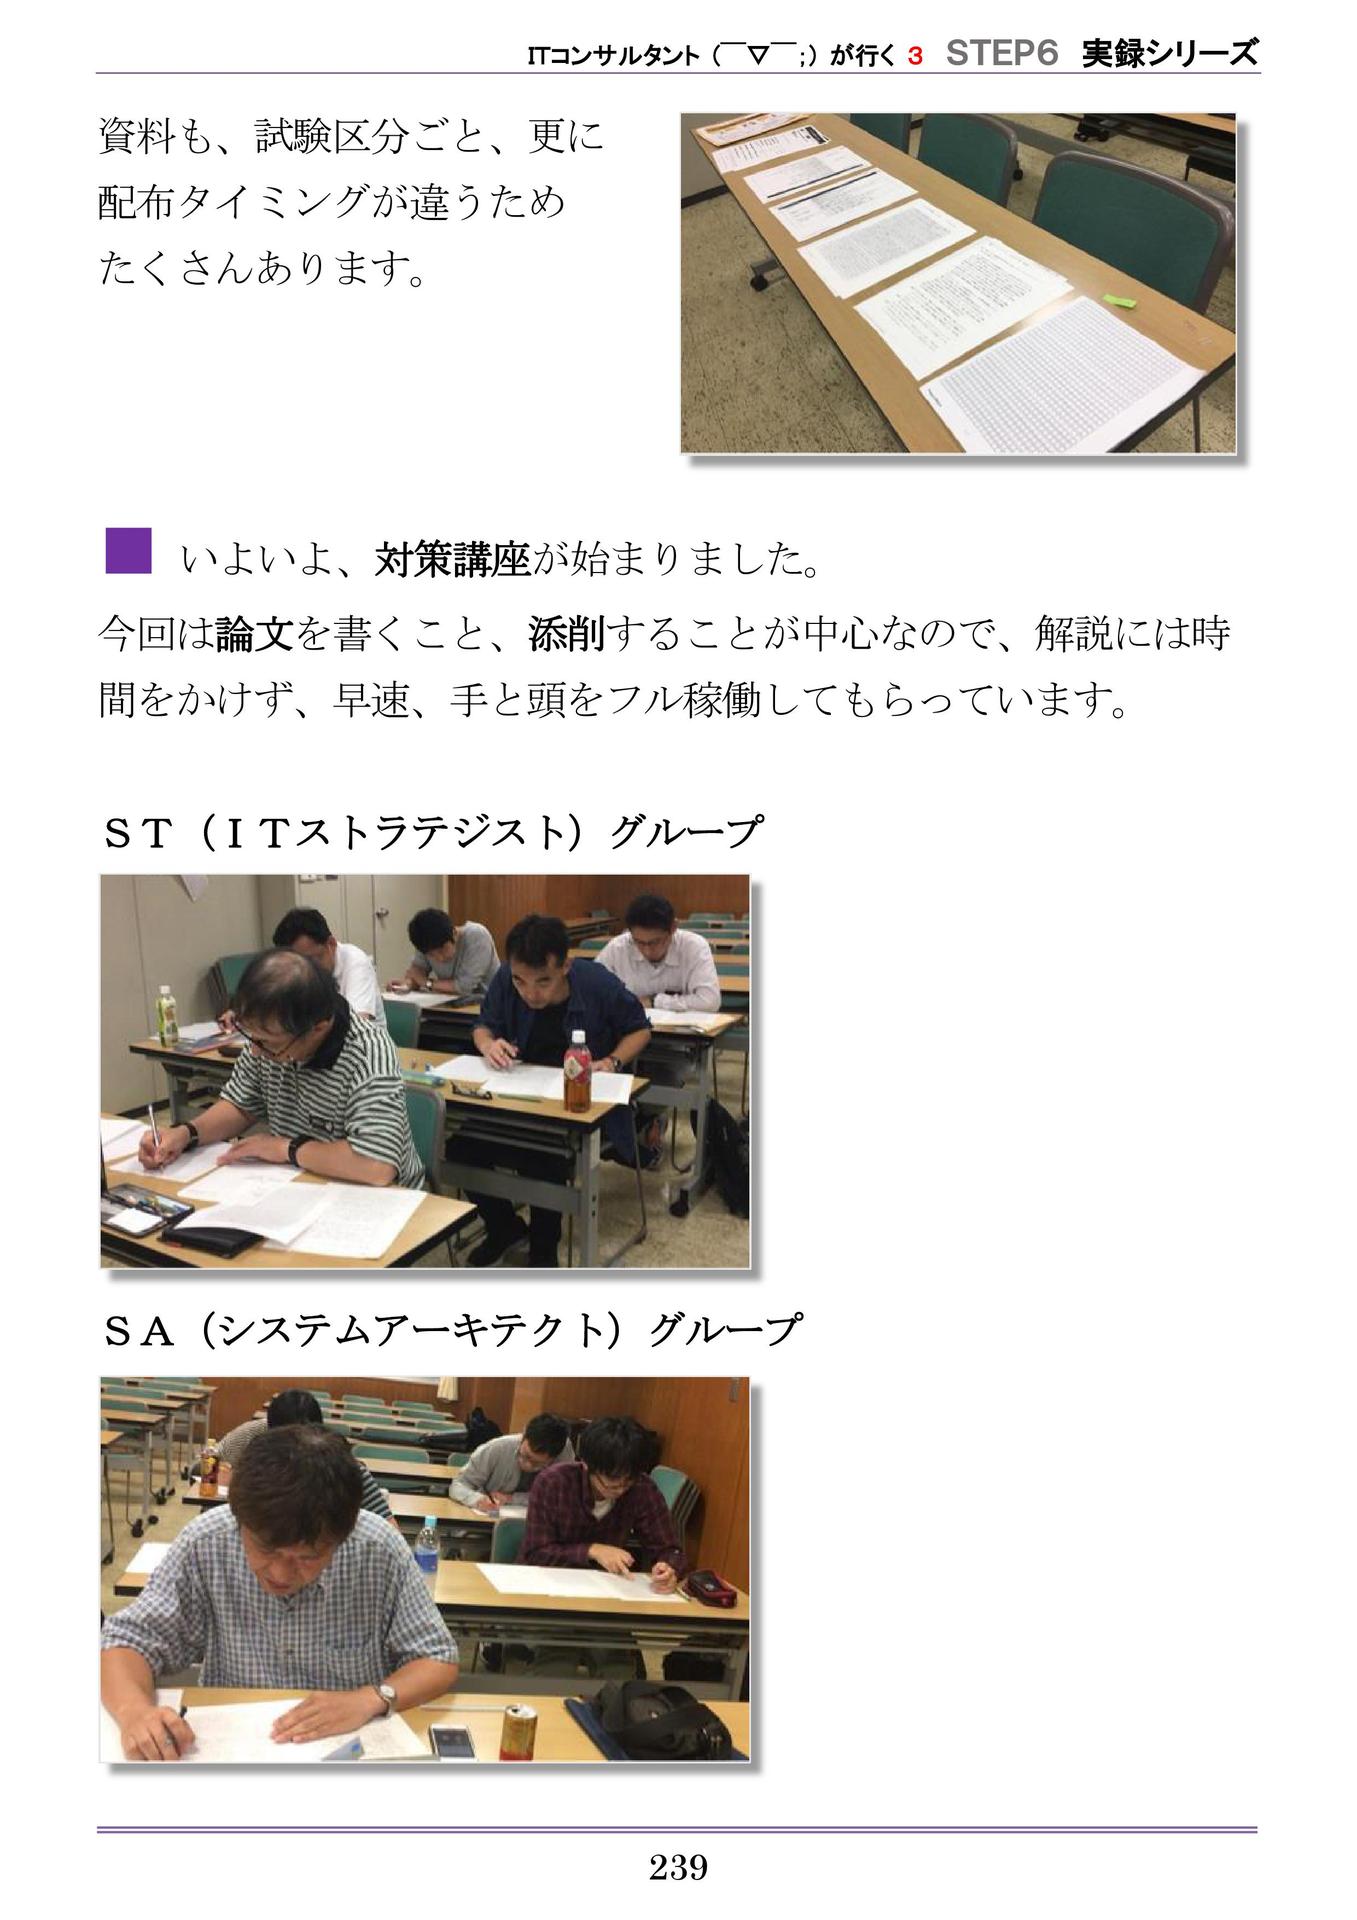 ITコンサルタント（￣▽￣；）が行く 3 STEP6 実録シリーズ
資料も、試験区分ごと、更に
配布タイミングが違うため
たくさんあります。
■ いよいよ、対策講座が始まりました。
今回は論文を書くこと、添削することが中心なので、解説には時
間をかけず、早速、手と頭をフル稼働してもらっています。
ＳＴ（ＩＴストラテジスト）グループ
ＳＡ（システムアーキテクト）グループ
239